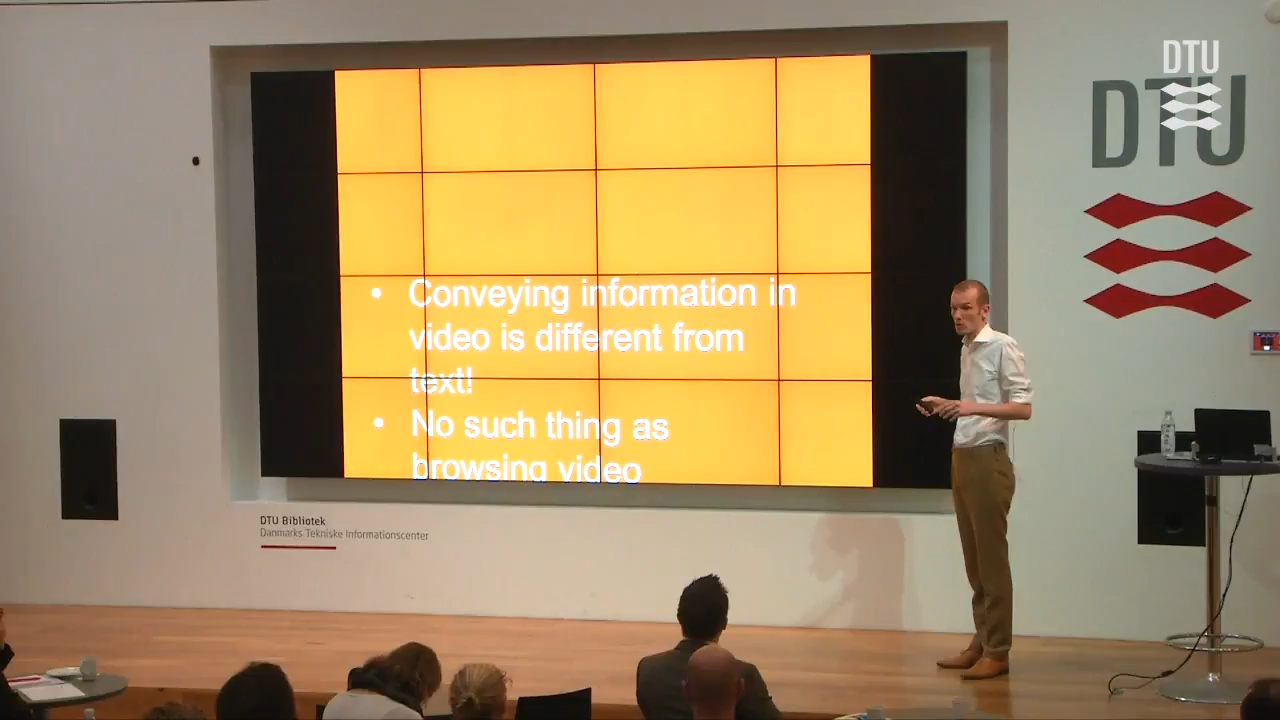 DTU
DTU
• Conveying information in
video is different from
text!
• No such thing as
browsing video
DTU Bibliotek
Danmarks Tekniske Informationscenter